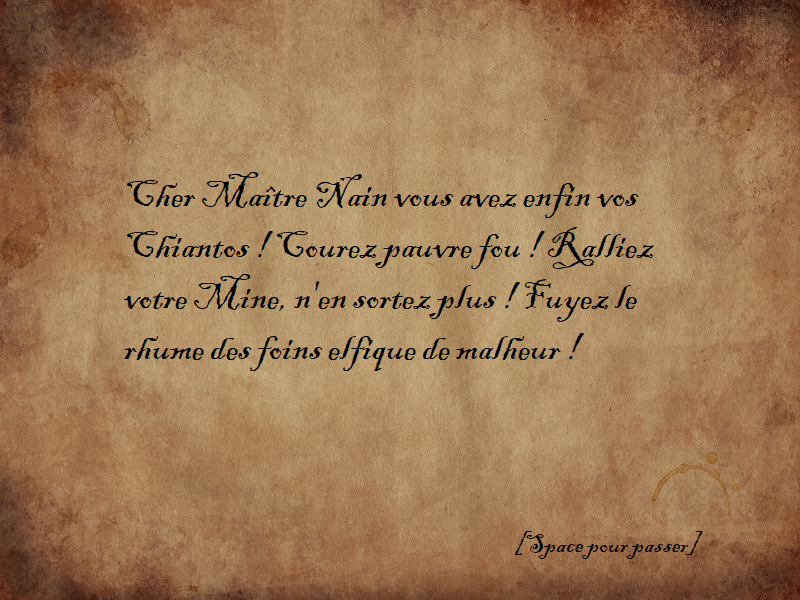 Cher Maître Nain vous avez enfin vos
Chiantos ! Courez pauvre fou ! Ralliez
votre Mine, n'en sortez plus ! Fuyez le
rhume des foins elfique de malheur !
[Space pour passer]